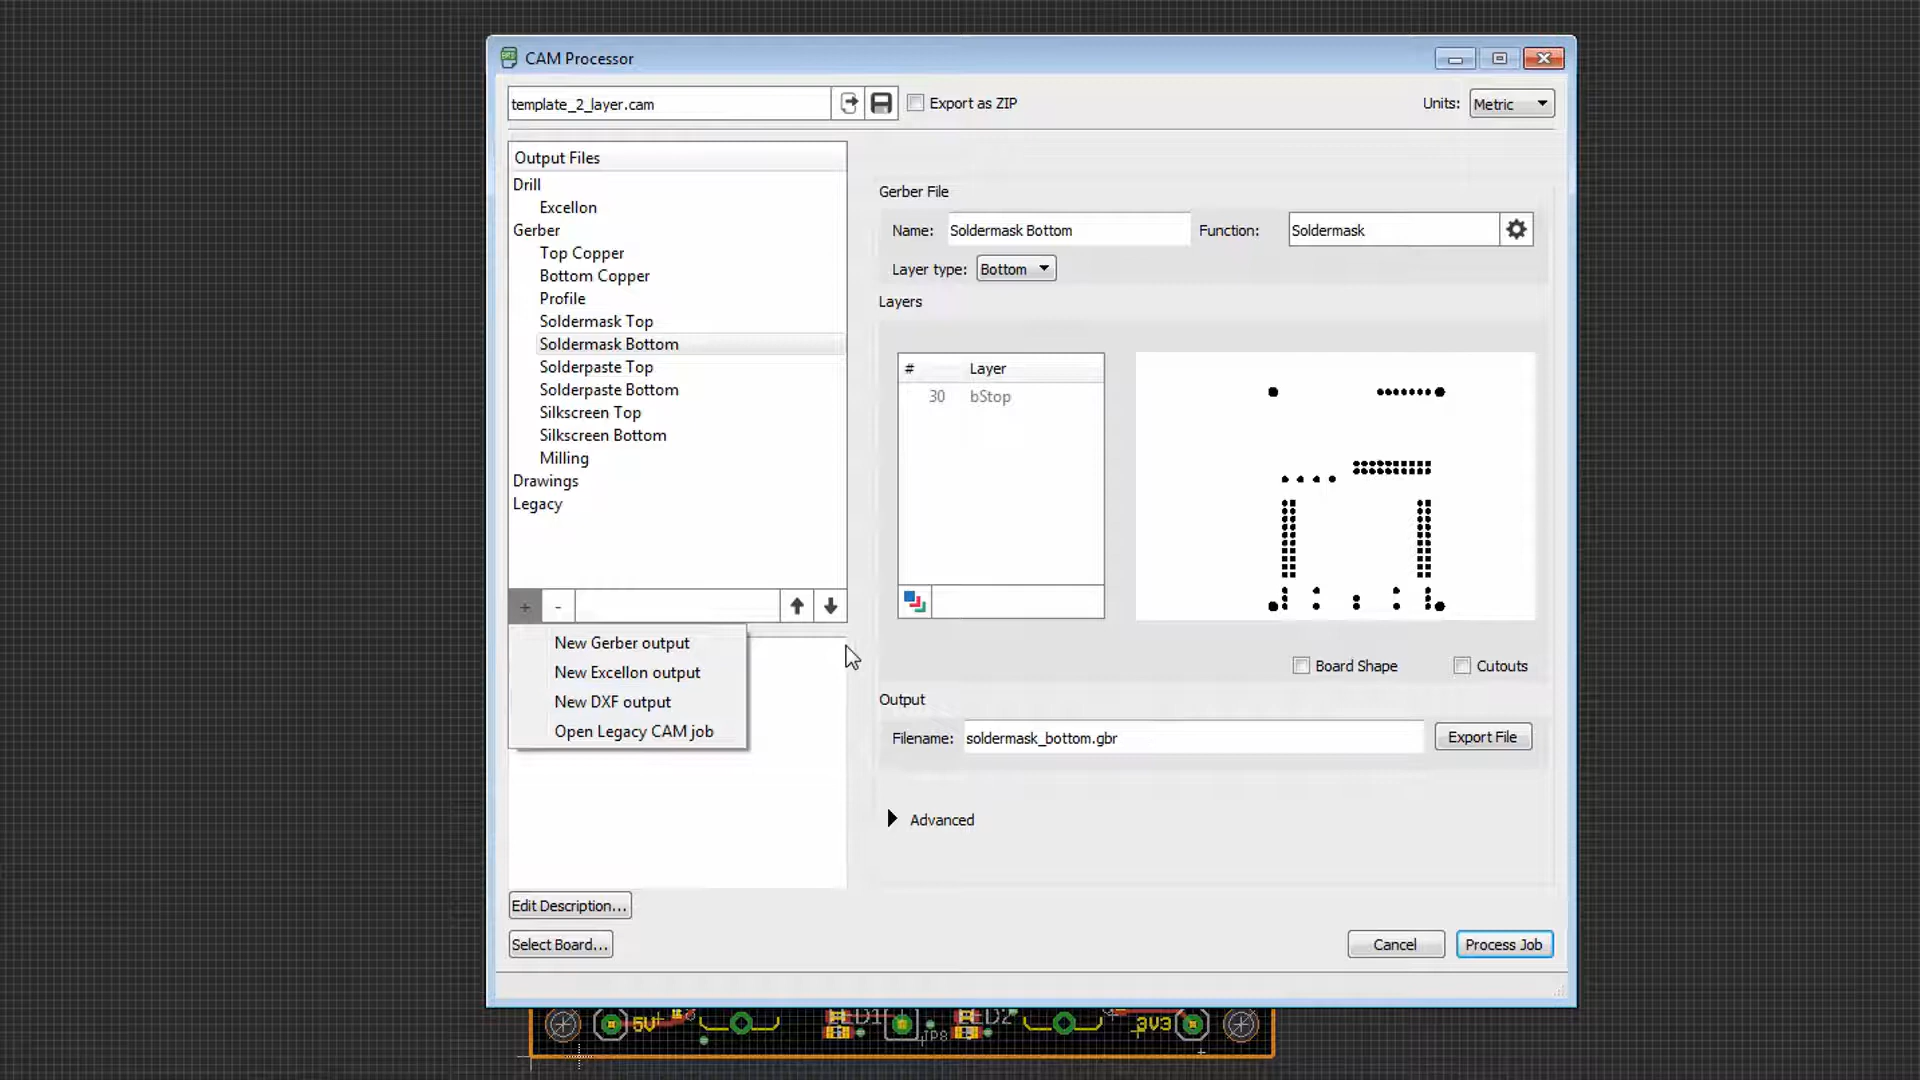 CAM Processor
template_2_layer.cam
Export as ZIP
Units: Metric
Output Files
Drill
Excellon
Gerber
Top Copper
Bottom Copper
Profile
Soldermask Top
Soldermask Bottom
Solderpaste Top
Solderpaste Bottom
Silkscreen Top
Silkscreen Bottom
Milling
Drawings
Legacy
+ -
New Gerber output
New Excellon output
New DXF output
Open Legacy CAM job
Edit Description...
Select Board...
Gerber File
Name: Soldermask Bottom Function: Soldermask
Layer type: Bottom
Layers
# Layer
30 bStop
Board Shape Cutouts
Output
Filename: soldermask_bottom.gbr Export File
Advanced
Cancel Process Job
5V 3V3
JP8